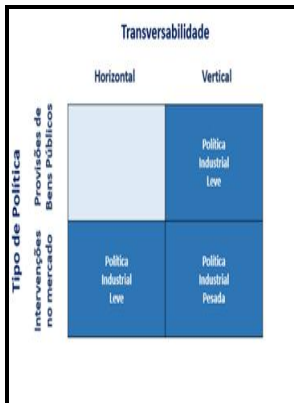 Transversabilidade
Horizontal
Vertical
Tipo de Política
Provisões de
Bens Públicos
Política
Industrial
Leve
Intervenções
no mercado
Política
Industrial
Leve
Política
Industrial
Pesada